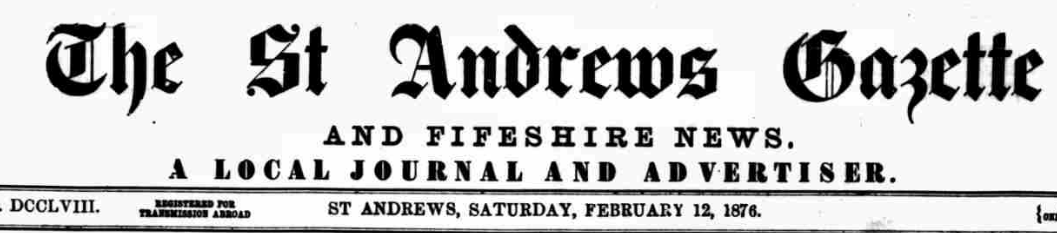 The St Andrews Gazette
AND FIFESHIRE NEWS.
A LOCAL JOURNAL AND ADVERTISER.
. DCCLVIII. REGISTERED FOR TRANSMISSION ABROAD ST ANDREWS, SATURDAY, FEBRUARY 12, 1876.